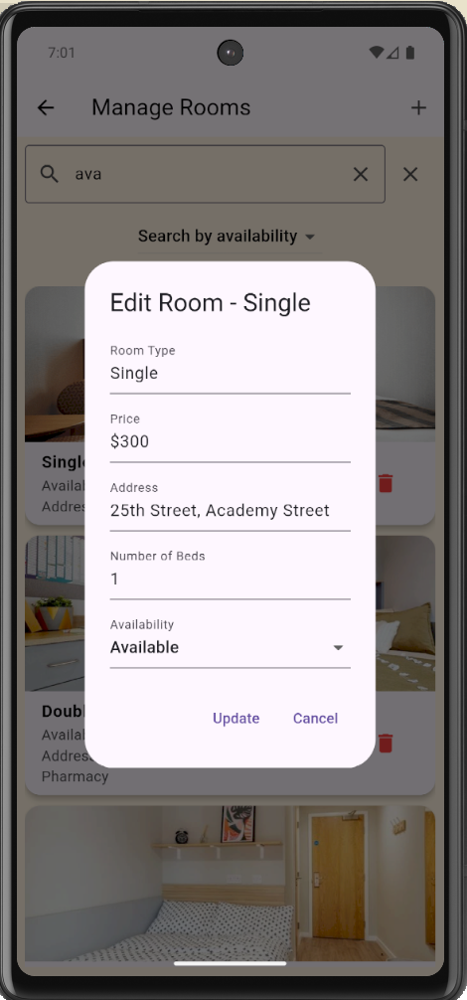 7:01
Manage Rooms
ava
Search by availability
Edit Room - Single
Room Type
Single
Price
$300
Address
25th Street, Academy Street
Number of Beds
1
Availability
Available
Update
Cancel
Pharmacy